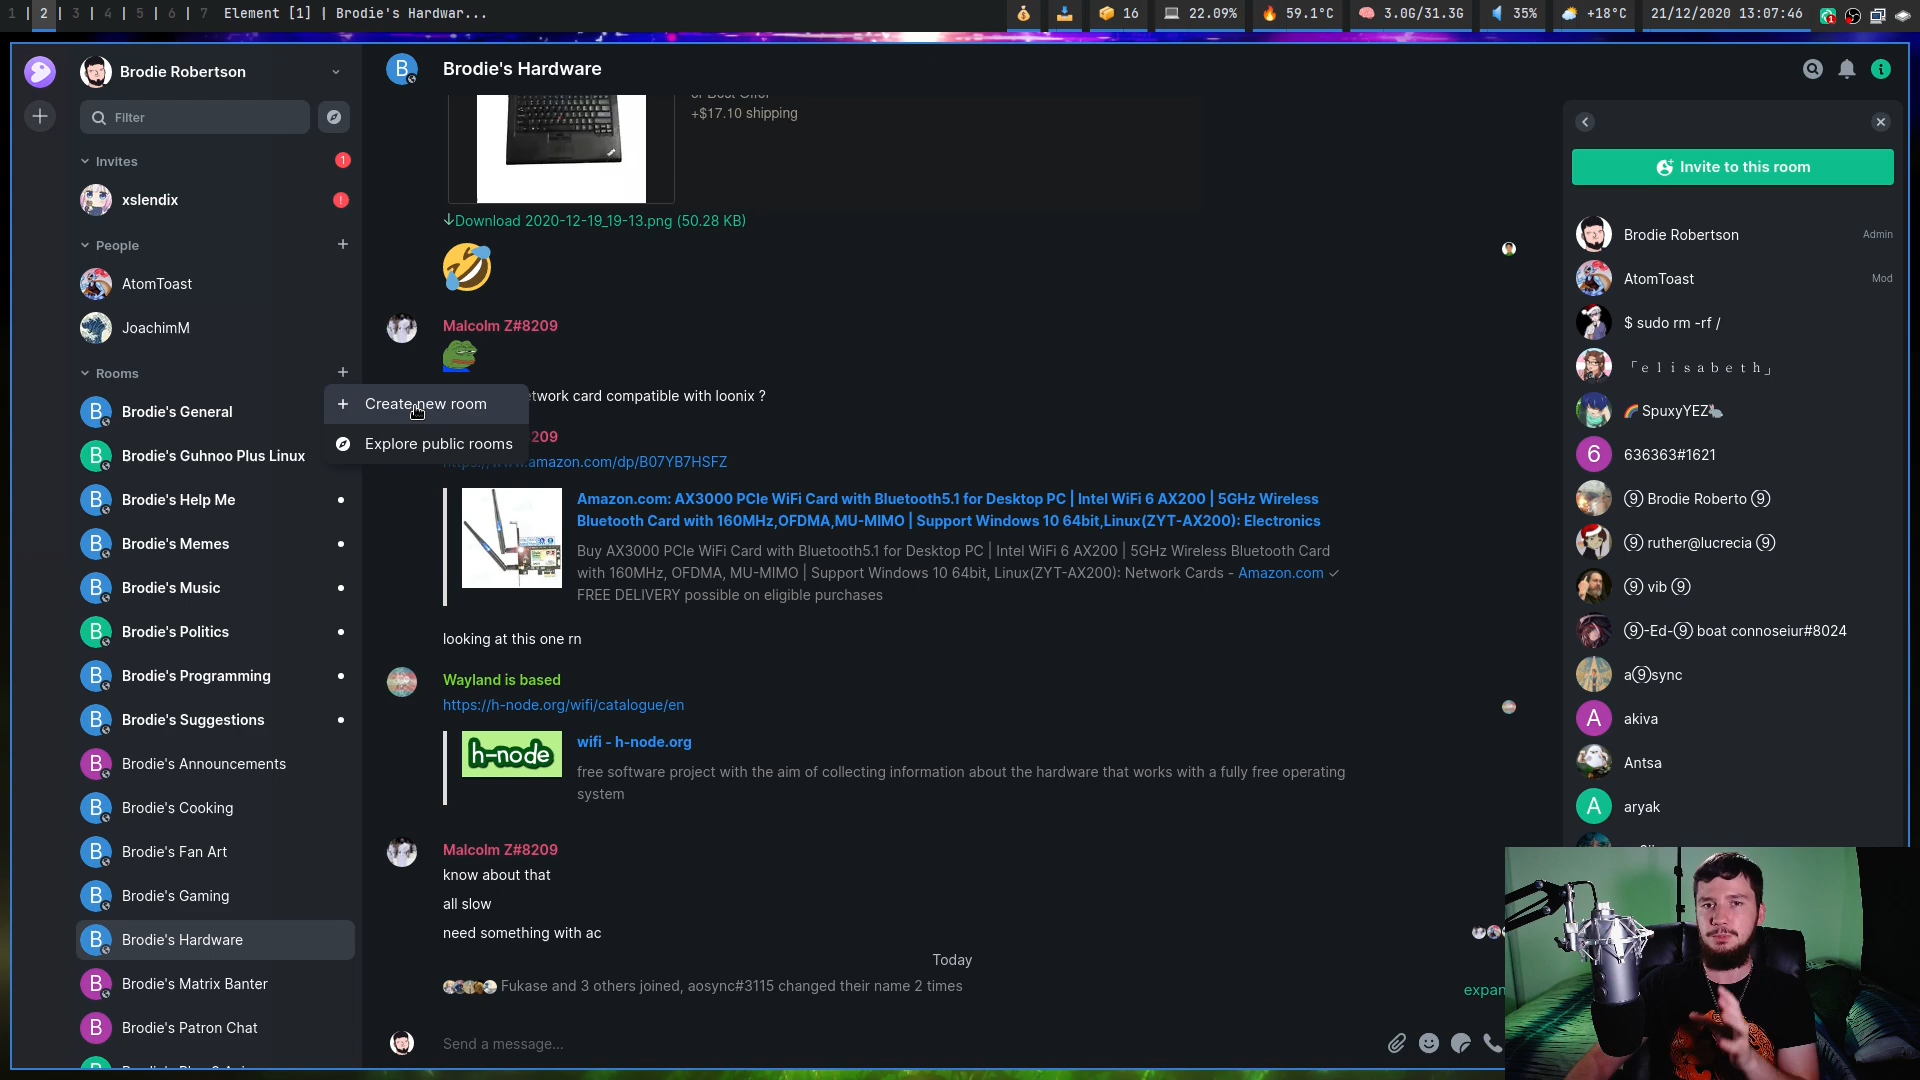 1 | 2 | 3 | 4 | 5 | 6 | 7 Element [1] | Brodie's Hardwar...
16 22.09% 59.1°C 3.0G/31.3G 35% +18°C 21/12/2020 13:07:46
Brodie Robertson
Filter
Invites
1
xslendix
!
People
AtomToast
JoachimM
Rooms
B Brodie's General
B Brodie's Guhnoo Plus Linux
B Brodie's Help Me
B Brodie's Memes
B Brodie's Music
B Brodie's Politics
B Brodie's Programming
B Brodie's Suggestions
B Brodie's Announcements
B Brodie's Cooking
B Brodie's Fan Art
B Brodie's Gaming
B Brodie's Hardware
B Brodie's Matrix Banter
B Brodie's Patron Chat
Create new room
Explore public rooms
B Brodie's Hardware
or Best Offer
+$17.10 shipping
Download 2020-12-19_19-13.png (50.28 KB)
Malcolm Z#8209
twork card compatible with loonix ?
209
amazon.com/dp/B07YB7HSFZ
Amazon.com: AX3000 PCIe WiFi Card with Bluetooth5.1 for Desktop PC | Intel WiFi 6 AX200 | 5GHz Wireless
Bluetooth Card with 160MHz,OFDMA,MU-MIMO | Support Windows 10 64bit,Linux(ZYT-AX200): Electronics
Buy AX3000 PCIe WiFi Card with Bluetooth5.1 for Desktop PC | Intel WiFi 6 AX200 | 5GHz Wireless Bluetooth Card
with 160MHz, OFDMA, MU-MIMO | Support Windows 10 64bit, Linux(ZYT-AX200): Network Cards - Amazon.com ✓
FREE DELIVERY possible on eligible purchases
looking at this one rn
Wayland is based
https://h-node.org/wifi/catalogue/en
h-node
wifi - h-node.org
free software project with the aim of collecting information about the hardware that works with a fully free operating
system
Malcolm Z#8209
know about that
all slow
need something with ac
Today
Fukase and 3 others joined, aosync#3115 changed their name 2 times
expan
Send a message...
Invite to this room
Brodie Robertson Admin
AtomToast Mod
$ sudo rm -rf /
「ｅｌｉｓａｂｅｔｈ」
🌈SpuxyYEZ🐇
6 636363#1621
⑨ Brodie Roberto ⑨
⑨ ruther@lucrecia ⑨
⑨ vib ⑨
⑨-Ed-⑨ boat connoseiur#8024
a⑨sync
A akiva
Antsa
A aryak